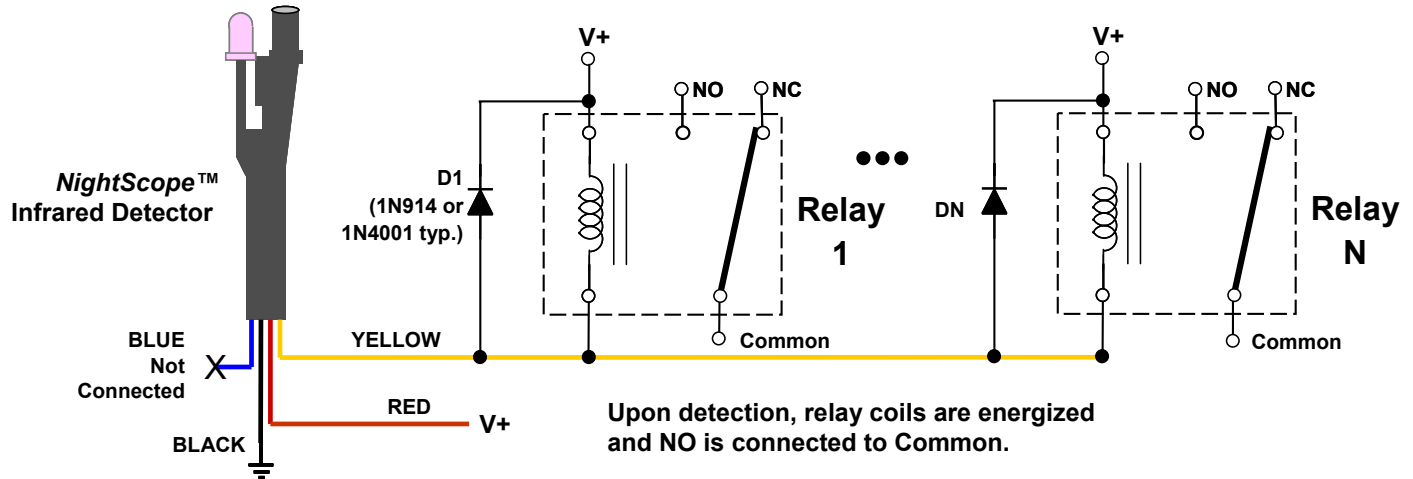 NightScope™
Infrared Detector
BLUE
Not
Connected
X
BLACK
YELLOW
RED
V+
V+
NO
NC
D1
(1N914 or
1N4001 typ.)
Relay
1
Common
V+
NO
NC
DN
Relay
N
Common
Upon detection, relay coils are energized
and NO is connected to Common.